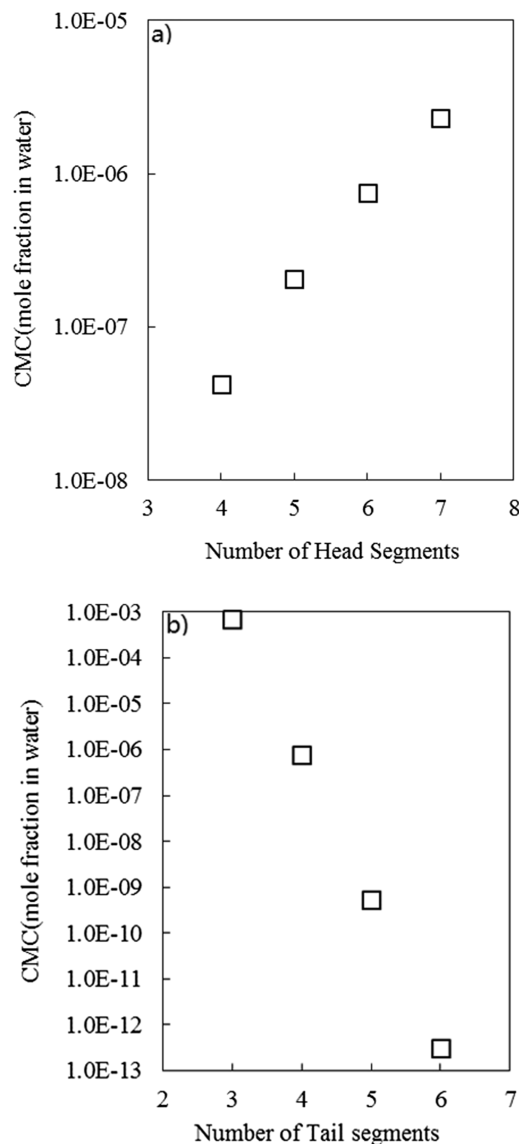 a)
1.0E-05
1.0E-06
1.0E-07
1.0E-08
CMC(mole fraction in water)
3 4 5 6 7 8
Number of Head Segments
b)
1.0E-03
1.0E-04
1.0E-05
1.0E-06
1.0E-07
1.0E-08
1.0E-09
1.0E-10
1.0E-11
1.0E-12
1.0E-13
CMC(mole fraction in water)
2 3 4 5 6 7
Number of Tail segments